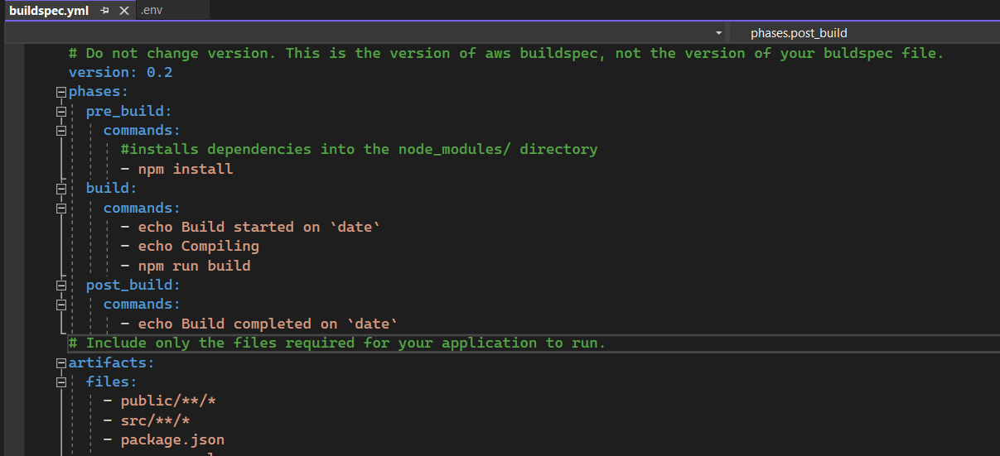 buildspec.yml
.env
phases.post_build
# Do not change version. This is the version of aws buildspec, not the version of your buldspec file.
version: 0.2
phases:
pre_build:
commands:
#installs dependencies into the node_modules/ directory
- npm install
build:
commands:
- echo Build started on `date`
- echo Compiling
- npm run build
post_build:
commands:
- echo Build completed on `date`
# Include only the files required for your application to run.
artifacts:
files:
- public/**/*
- src/**/*
- package.json